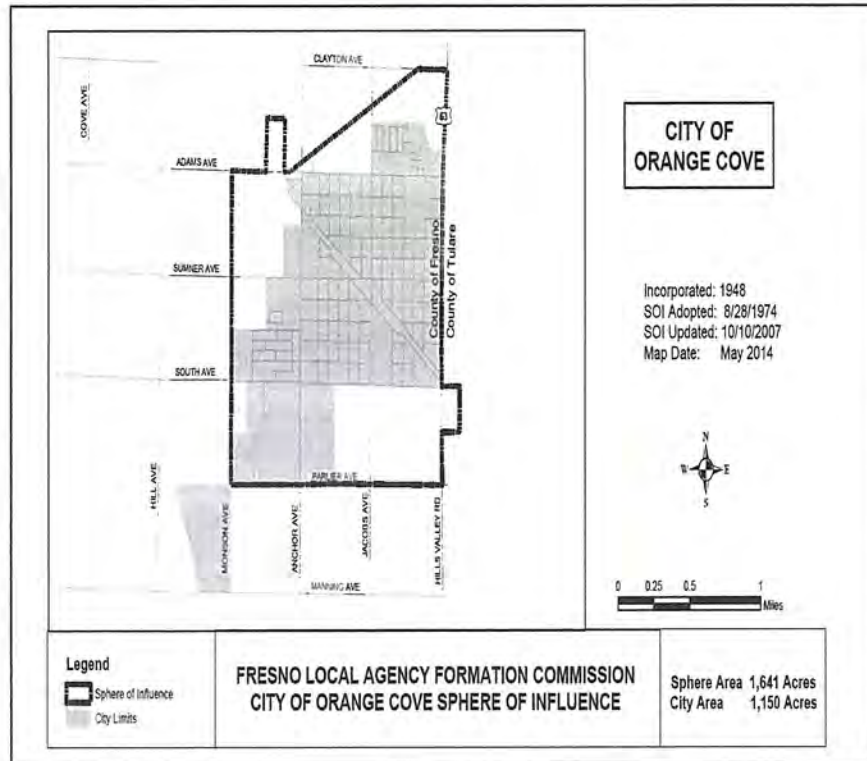 CLAYTON AVE
COVE AVE
63
ADAMS AVE
CITY OF
ORANGE COVE
County of Fresno
County of Tulare
SUMNER AVE
Incorporated: 1948
SOI Adopted: 8/28/1974
SOI Updated: 10/10/2007
Map Date: May 2014
SOUTH AVE
N
W E
S
PARLIER AVE
HILL AVE
MONSON AVE
ANCHOR AVE
JACOBS AVE
HILLS VALLEY RD
MANNING AVE
0 0.25 0.5 1
Miles
Legend
Sphere of Influence
City Limits
FRESNO LOCAL AGENCY FORMATION COMMISSION
CITY OF ORANGE COVE SPHERE OF INFLUENCE
Sphere Area 1,641 Acres
City Area 1,150 Acres